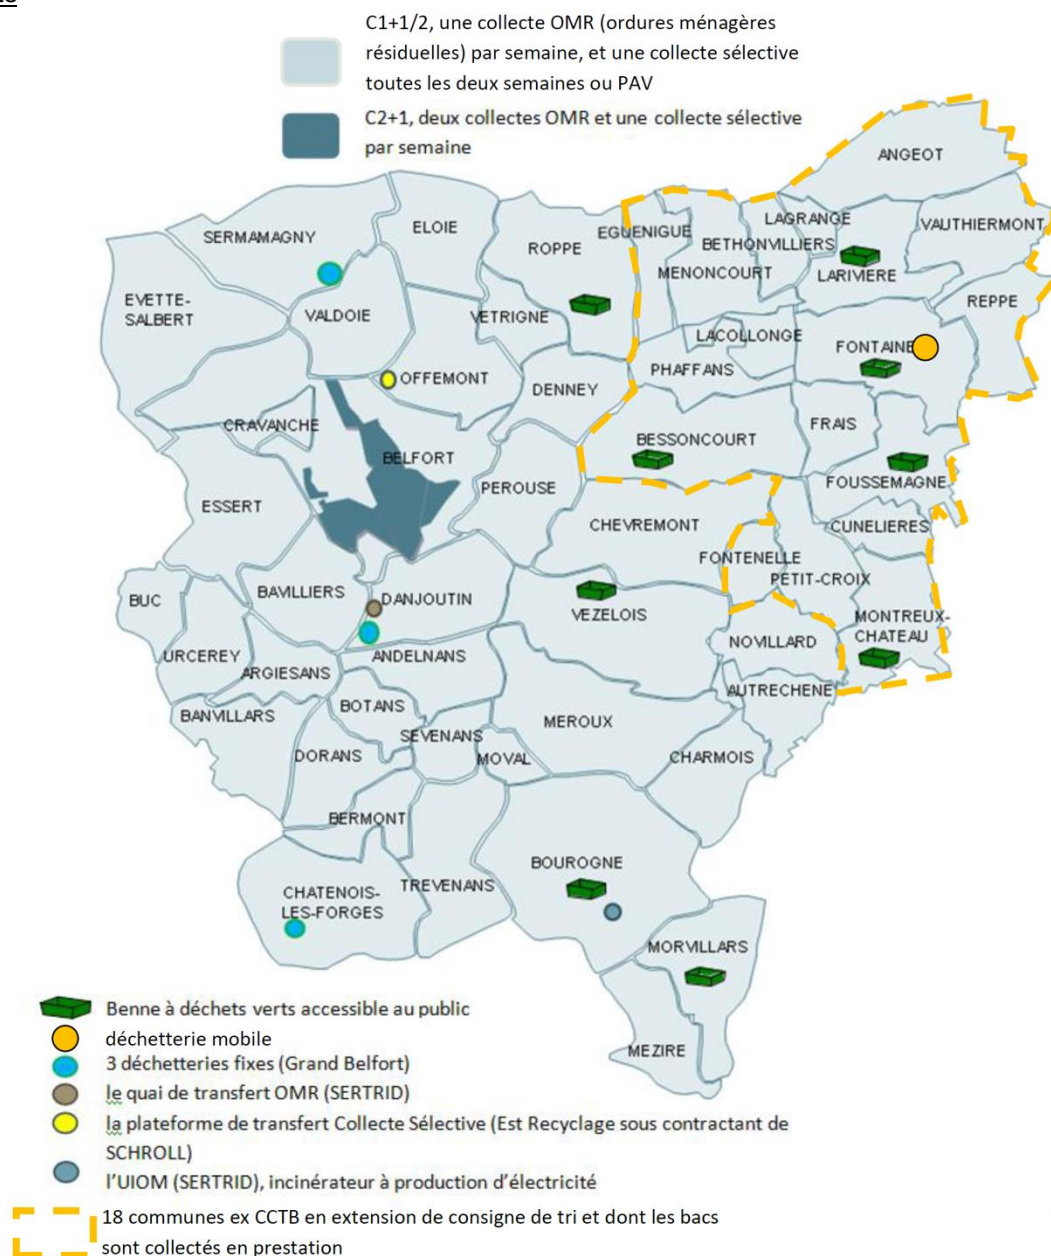 C1+1/2, une collecte OMR (ordures ménagères
résiduelles) par semaine, et une collecte sélective
toutes les deux semaines ou PAV
C2+1, deux collectes OMR et une collecte sélective
par semaine
ANGEOT
SERMAMAGNY
ELOIE
ROPPE
EGUENIGUE
LAGRANGE
VAUTHIERMONT
BETHONVILLIERS
MENONCOURT
LARIVIERE
EVETTE-
SALBERT
VALDOIE
VETRIGNE
REPPE
LACOLLONGE
FONTAINE
PHAFFANS
OFFEMONT
DENNEY
CRAVANCHE
BESSONCOURT
FRAIS
BELFORT
PEROUSE
FOUSSEMAGNE
ESSERT
CHEVREMONT
CUNELIERES
FONTENELLE
PETIT-CROIX
BUC
BAVILLIERS
DANJOUTIN
VEZELOIS
MONTREUX-
CHATEAU
NOVILLARD
URCEREY
ARGIESANS
ANDELNANS
AUTRECHENE
BANVILLARS
BOTANS
SEVENANS
MEROUX
DORANS
MOVAL
CHARMOIS
BERMONT
BOUROGNE
CHATENOIS-
LES-FORGES
TREVENANS
MORVILLARS
MEZIRE
Benne à déchets verts accessible au public
déchetterie mobile
3 déchetteries fixes (Grand Belfort)
le quai de transfert OMR (SERTRID)
la plateforme de transfert Collecte Sélective (Est Recyclage sous contractant de
SCHROLL)
l'UIOM (SERTRID), incinérateur à production d'électricité
18 communes ex CCTB en extension de consigne de tri et dont les bacs
sont collectés en prestation